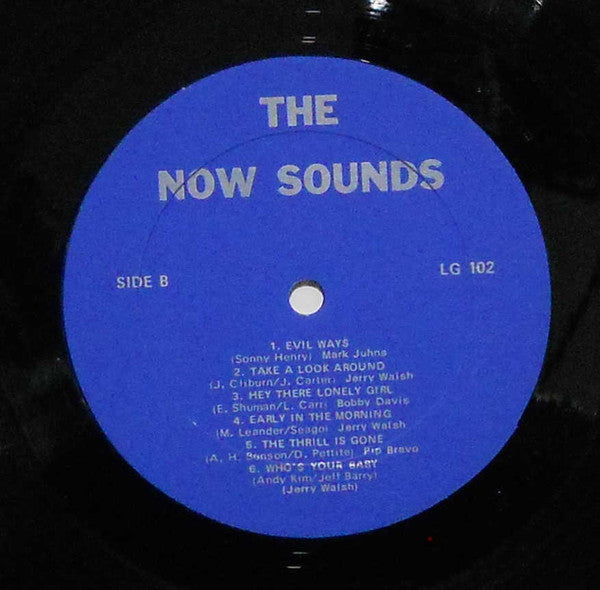 THE
NOW SOUNDS
SIDE B
LG 102
1. EVIL WAYS
(Sonny Henry) Mark Johns
2. TAKE A LOOK AROUND
(J. Cliburn/J. Carter) Jerry Walsh
3. HEY THERE LONELY GIRL
(E. Shuman/L. Carr) Bobby Davis
4. EARLY IN THE MORNING
(M. Leander/Seago) Jerry Walsh
5. THE THRILL IS GONE
(A. H. Benson/D. Pettite) Pip Bravo
6. WHO'S YOUR BABY
(Andy Kim/Jeff Barry)
(Jerry Walsh)